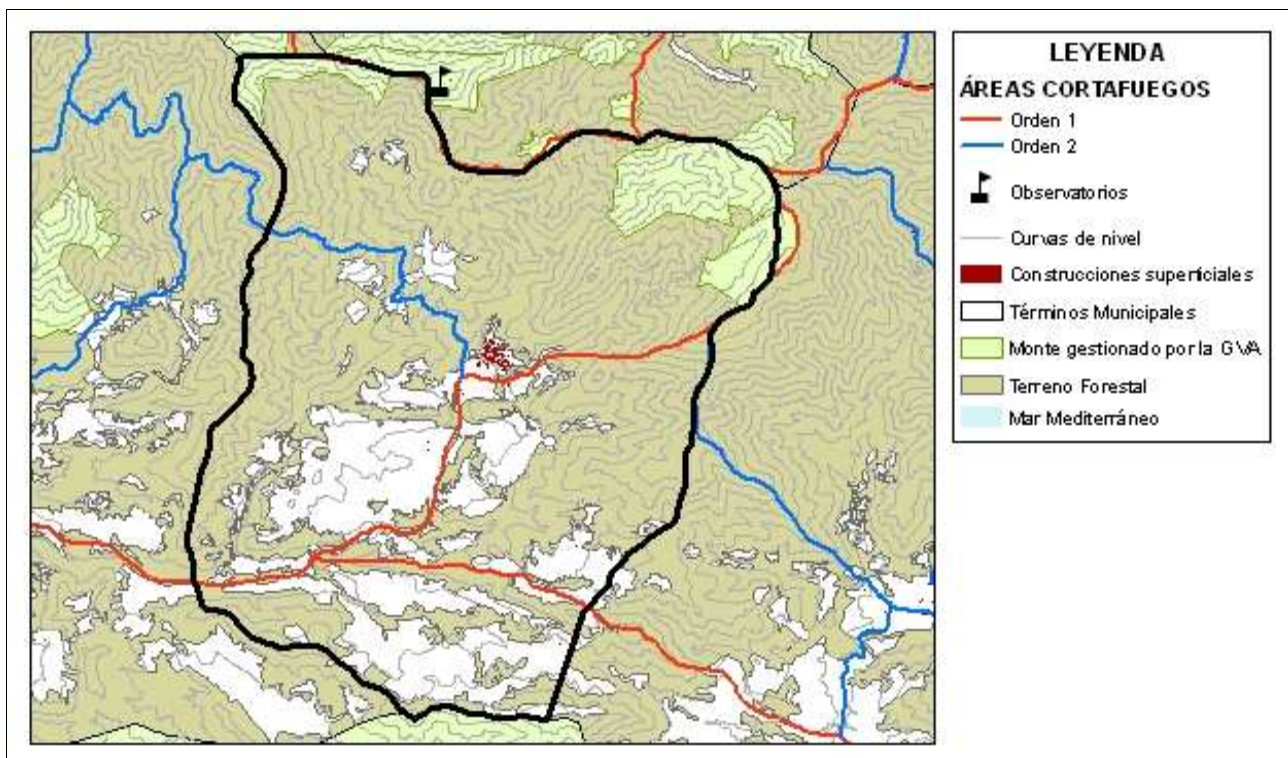 LEYENDA
ÁREAS CORTAFUEGOS
Orden 1
Orden 2
Observatorios
Curvas de nivel
Construcciones superficiales
Términos Municipales
Monte gestionado por la GVA
Terreno Forestal
Mar Mediterráneo